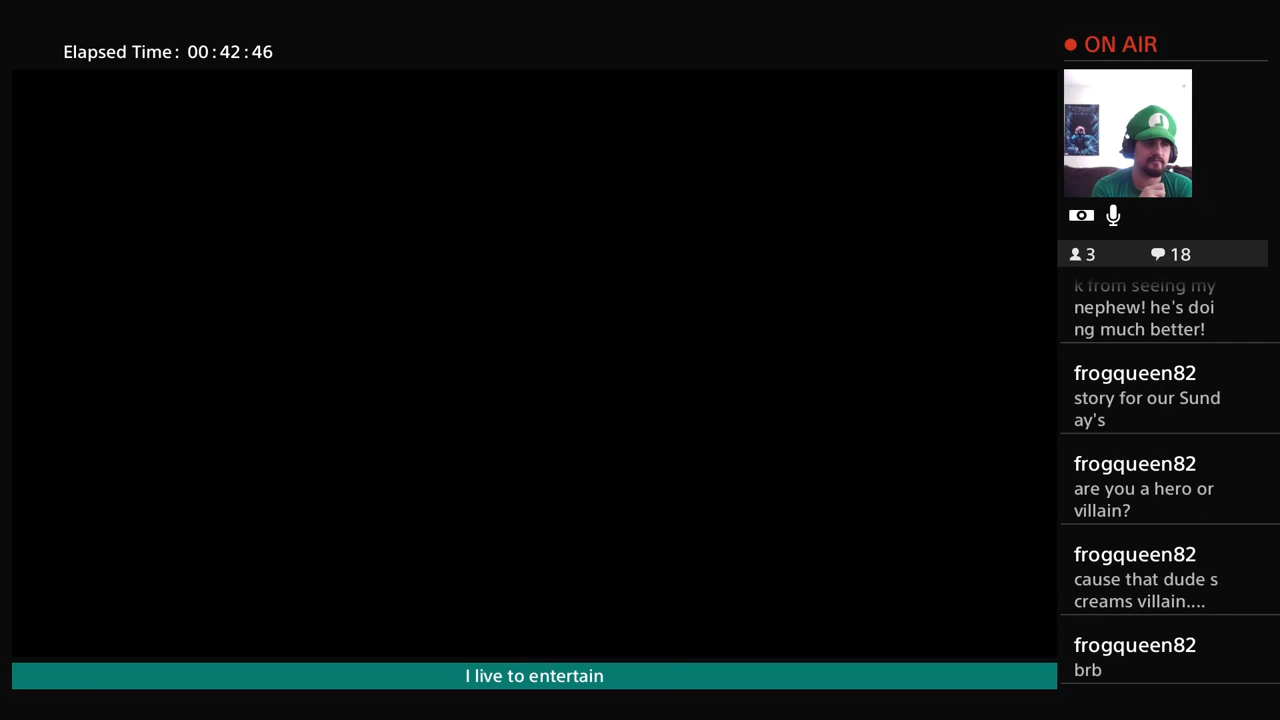 Elapsed Time: 00:42:46
ON AIR
3 18
k from seeing my
nephew! he's doi
ng much better!
frogqueen82
story for our Sund
ay's
frogqueen82
are you a hero or
villain?
frogqueen82
cause that dude s
creams villain....
frogqueen82
brb
I live to entertain